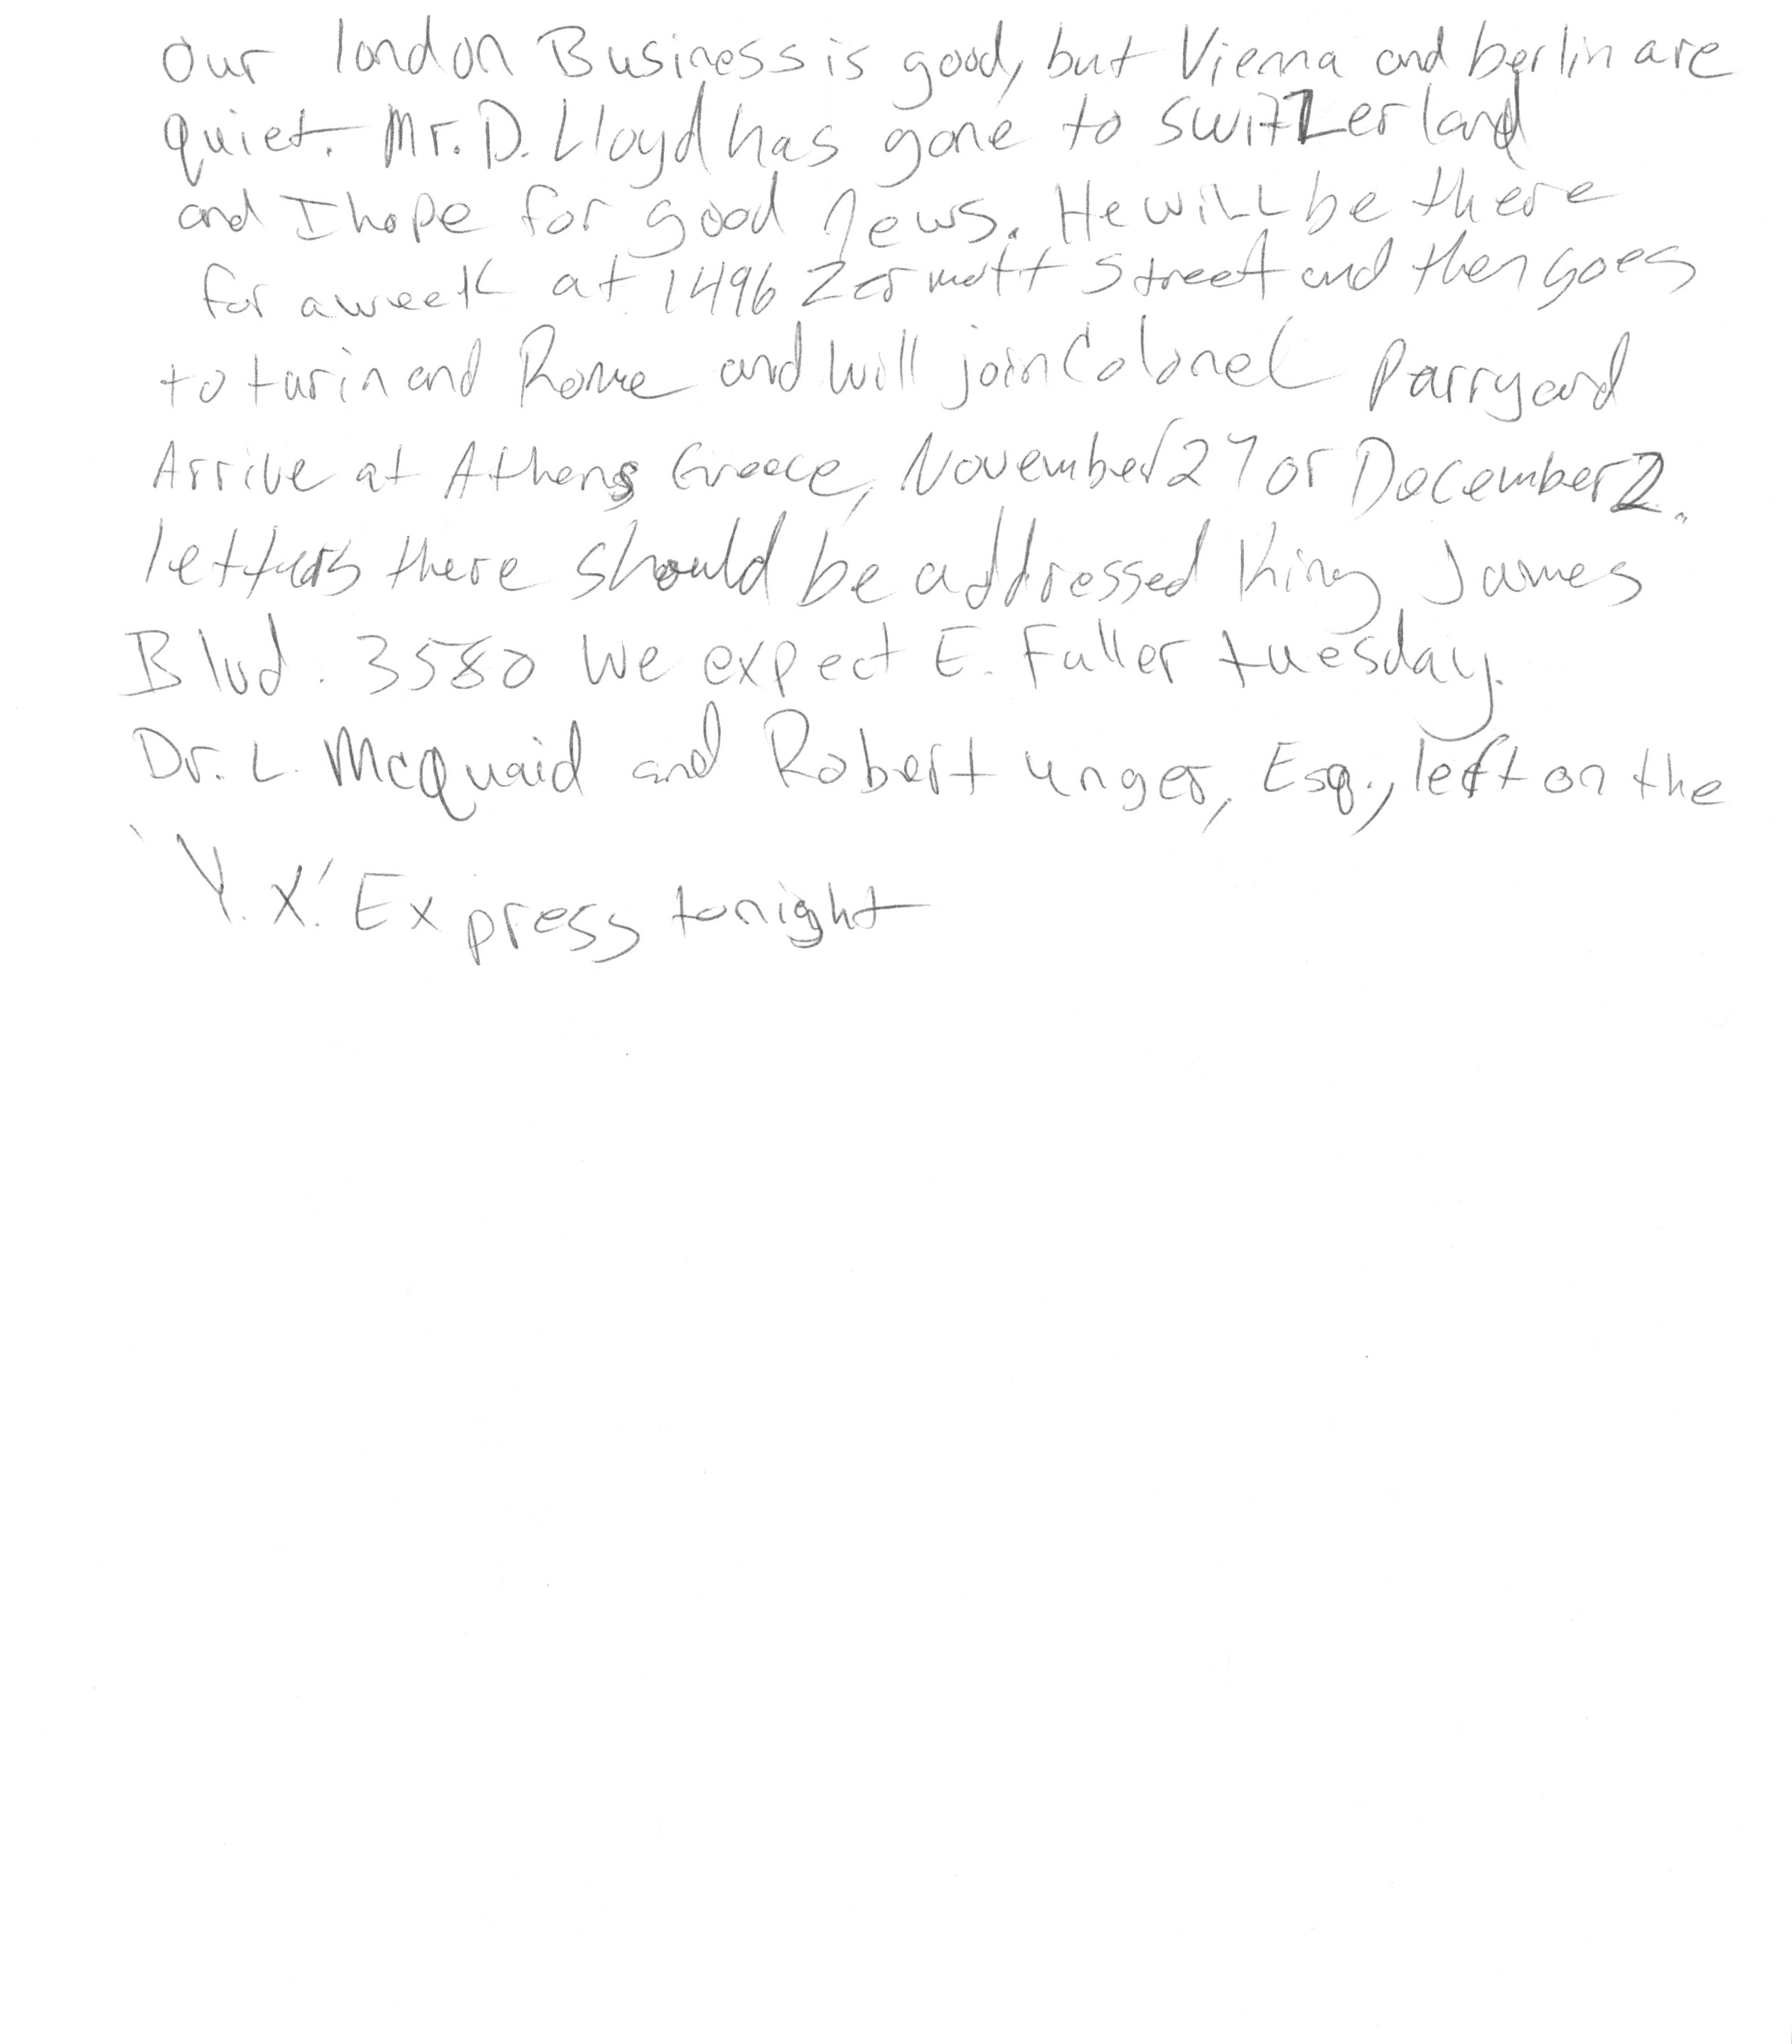 Our london Business is good, but Vienna and berlin are
quiet. Mr. D. Lloyd has gone to switzerland
and I hope for good news. He will be there
for a week at 1496 Zermott Street and then goes
to turin and Rome and will join Colonel Parry and
Arrive at Athens Greece, November 27 or December 2.
letters there should be addressed King James
Blvd. 3580 We expect E. Fuller tuesday.
Dr. L. McQuaid and Robert unger, Esq., left on the
"Y. X." Express tonight